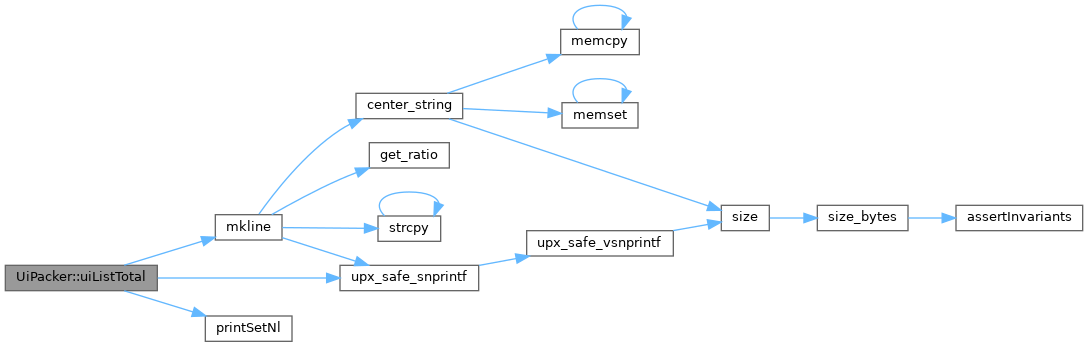 UiPacker::uiListTotal
mkline
upx_safe_snprintf
printSetNl
center_string
get_ratio
strcpy
upx_safe_vsnprintf
memcpy
memset
size
size_bytes
assertInvariants